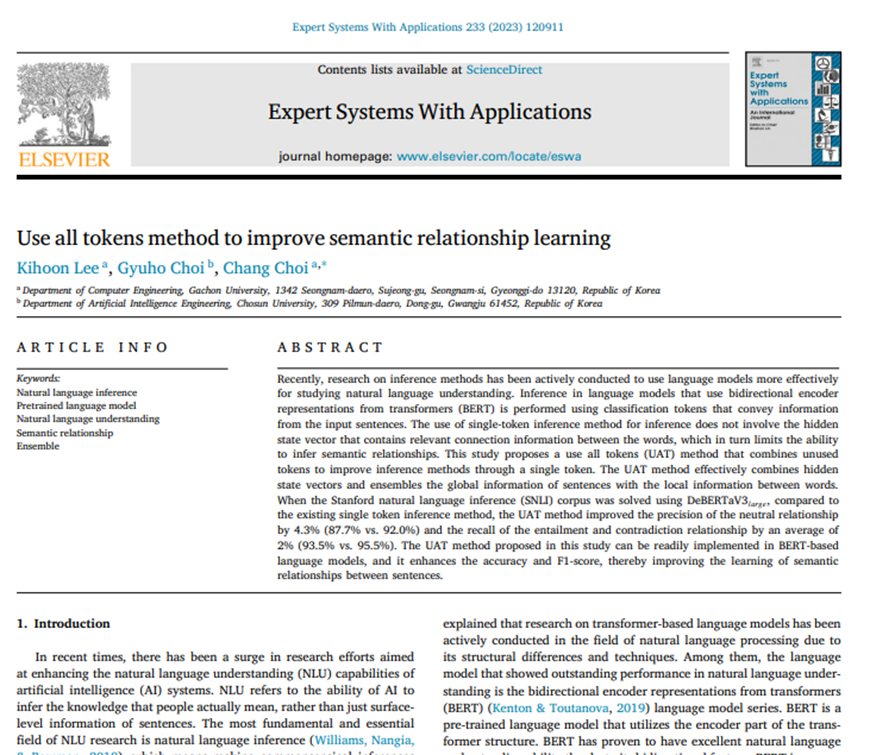 Expert Systems With Applications 233 (2023) 120911
Contents lists available at ScienceDirect
Expert Systems With Applications
journal homepage: www.elsevier.com/locate/eswa
ELSEVIER
Expert
Systems
with
Applications
An International
Journal
Use all tokens method to improve semantic relationship learning
Kihoon Lee a, Gyuho Choi b, Chang Choi a,*
a Department of Computer Engineering, Gachon University, 1342 Seongnam-daero, Sujeong-gu, Seongnam-si, Gyeonggi-do 13120, Republic of Korea
b Department of Artificial Intelligence Engineering, Chosun University, 309 Pilmun-daero, Dong-gu, Gwangju 61452, Republic of Korea
ARTICLE INFO
Keywords:
Natural language inference
Pretrained language model
Natural language understanding
Semantic relationship
Ensemble
ABSTRACT
Recently, research on inference methods has been actively conducted to use language models more effectively
for studying natural language understanding. Inference in language models that use bidirectional encoder
representations from transformers (BERT) is performed using classification tokens that convey information
from the input sentences. The use of single-token inference method for inference does not involve the hidden
state vector that contains relevant connection information between the words, which in turn limits the ability
to infer semantic relationships. This study proposes a use all tokens (UAT) method that combines unused
tokens to improve inference methods through a single token. The UAT method effectively combines hidden
state vectors and ensembles the global information of sentences with the local information between words.
When the Stanford natural language inference (SNLI) corpus was solved using DeBERTaV3large, compared to
the existing single token inference method, the UAT method improved the precision of the neutral relationship
by 4.3% (87.7% vs. 92.0%) and the recall of the entailment and contradiction relationship by an average of
2% (93.5% vs. 95.5%). The UAT method proposed in this study can be readily implemented in BERT-based
language models, and it enhances the accuracy and F1-score, thereby improving the learning of semantic
relationships between sentences.
1. Introduction
In recent times, there has been a surge in research efforts aimed
at enhancing the natural language understanding (NLU) capabilities of
artificial intelligence (AI) systems. NLU refers to the ability of AI to
infer the knowledge that people actually mean, rather than just surface-
level information of sentences. The most fundamental and essential
field of NLU research is natural language inference (Williams, Nangia,
explained that research on transformer-based language models has been
actively conducted in the field of natural language processing due to
its structural differences and techniques. Among them, the language
model that showed outstanding performance in natural language under-
standing is the bidirectional encoder representations from transformers
(BERT) (Kenton & Toutanova, 2019) language model series. BERT is a
pre-trained language model that utilizes the encoder part of the trans-
former structure. BERT has proven to have excellent natural language